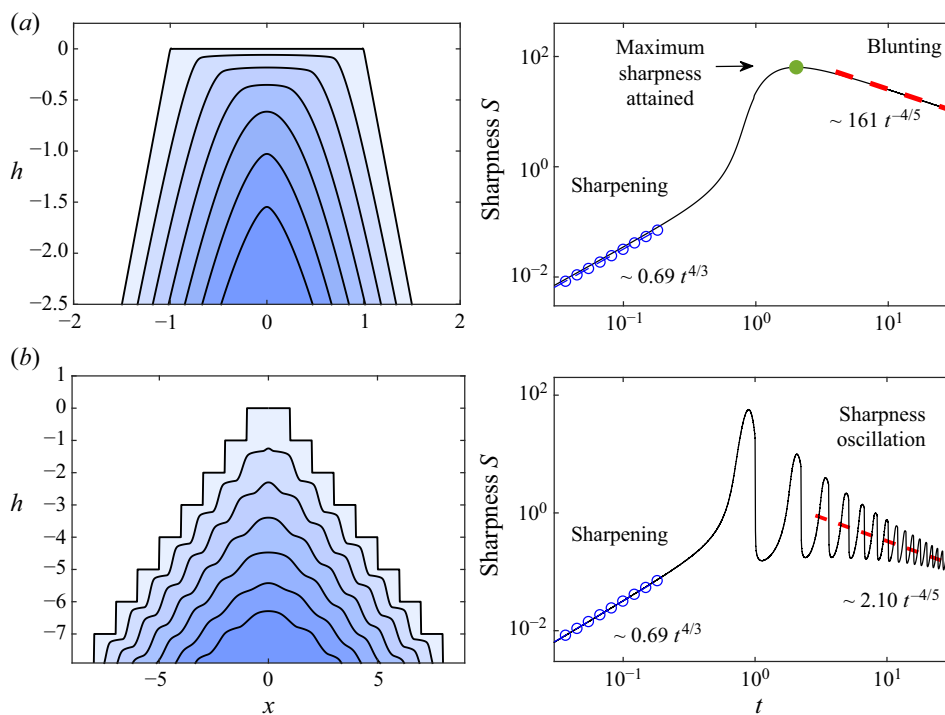 (a)
0
−0.5
−1.0
h
−1.5
−2.0
−2.5
−2
−1
0
1
2
Sharpness S
10^2
10^0
10^−2
10^−1
10^0
10^1
Maximum
sharpness
attained
Blunting
~ 161 t^−4/5
Sharpening
~ 0.69 t^4/3
(b)
1
0
−1
−2
−3
h
−4
−5
−6
−7
−5
0
5
x
Sharpness S
10^2
10^0
10^−2
10^−1
10^0
10^1
t
Sharpness
oscillation
Sharpening
~ 2.10 t^−4/5
~ 0.69 t^4/3